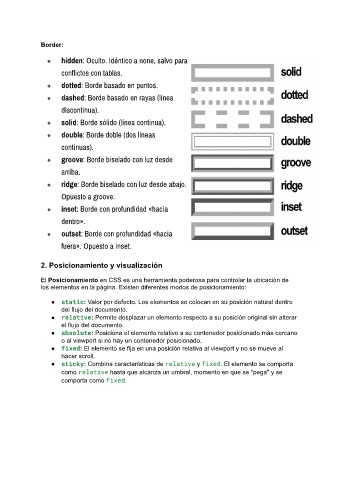 Border:
● hidden: Oculto. Idéntico a none, salvo para
conflictos con tablas.
● dotted: Borde basado en puntos.
● dashed: Borde basado en rayas (línea
discontinua).
● solid: Borde sólido (línea continua).
● double: Borde doble (dos líneas
continuas).
● groove: Borde biselado con luz desde
arriba.
● ridge: Borde biselado con luz desde abajo.
Opuesto a groove.
● inset: Borde con profundidad «hacia
dentro».
● outset: Borde con profundidad «hacia
fuera». Opuesto a inset.
solid
dotted
dashed
double
groove
ridge
inset
outset
2. Posicionamiento y visualización
El Posicionamiento en CSS es una herramienta poderosa para controlar la ubicación de
los elementos en la página. Existen diferentes modos de posicionamiento:
● static: Valor por defecto. Los elementos se colocan en su posición natural dentro
del flujo del documento.
● relative: Permite desplazar un elemento respecto a su posición original sin alterar
el flujo del documento.
● absolute: Posiciona el elemento relativo a su contenedor posicionado más cercano
o al viewport si no hay un contenedor posicionado.
● fixed: El elemento se fija en una posición relativa al viewport y no se mueve al
hacer scroll.
● sticky: Combina características de relative y fixed. El elemento se comporta
como relative hasta que alcanza un umbral, momento en que se "pega" y se
comporta como fixed.